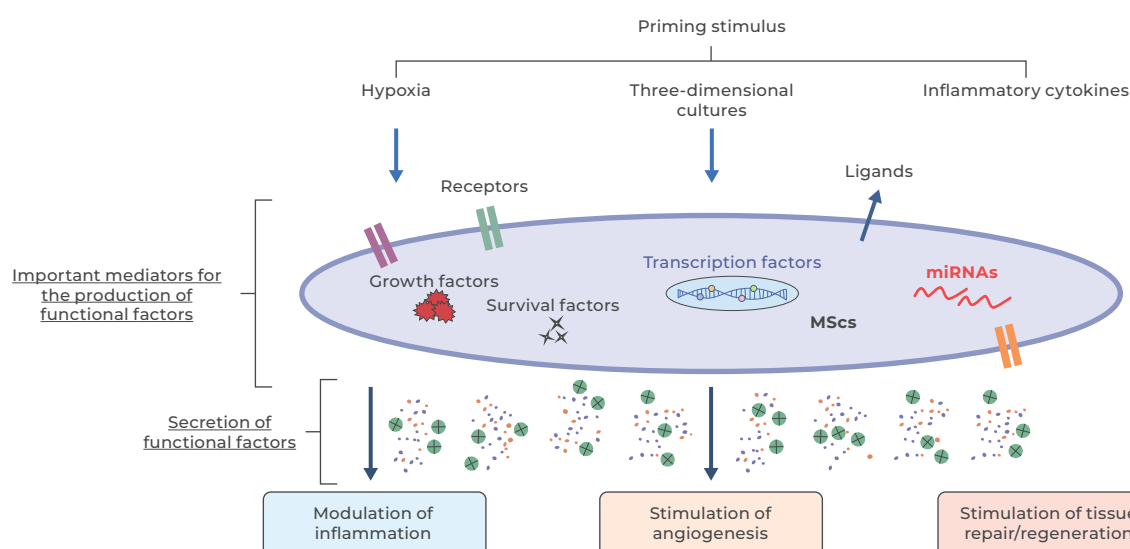 Priming stimulus
Hypoxia
Three-dimensional
cultures
Inflammatory cytokines
Ligands
Receptors
Important mediators for
the production of
functional factors
Growth factors
Survival factors
Transcription factors
miRNAs
MScs
Secretion of
functional factors
Modulation of
inflammation
Stimulation of
angiogenesis
Stimulation of tissue
repair/regeneration